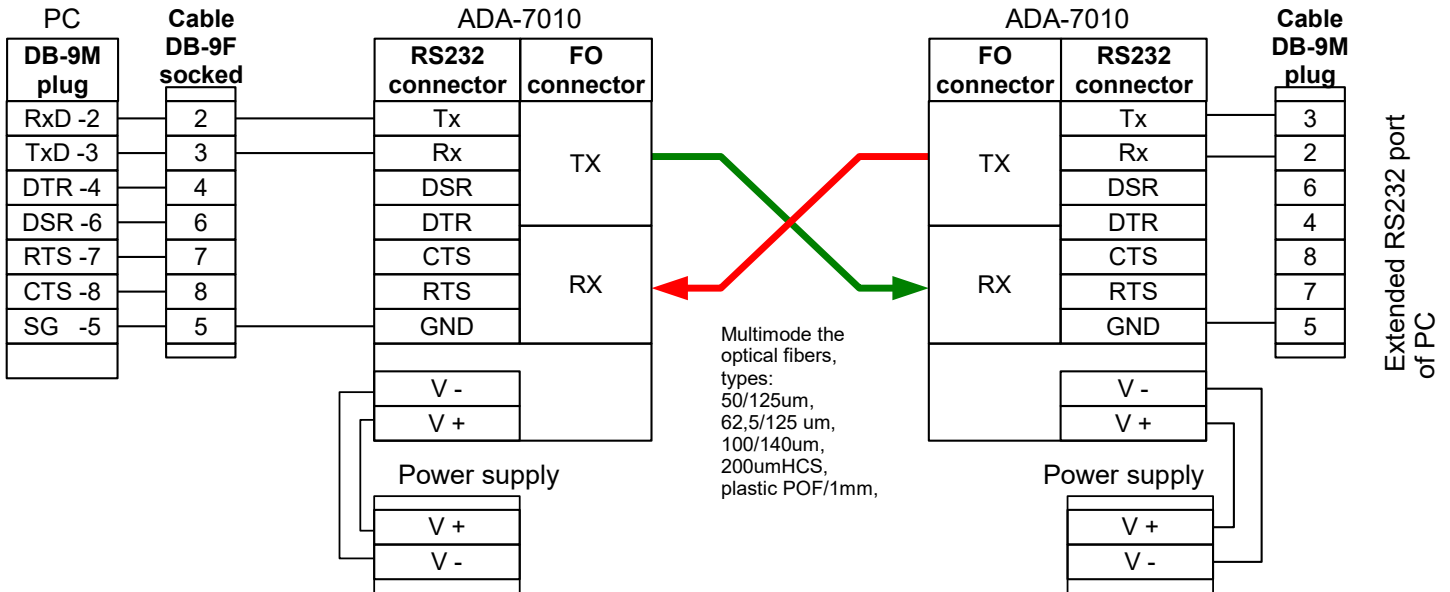 PC
DB-9M
plug
RxD -2
TxD -3
DTR -4
DSR -6
RTS -7
CTS -8
SG -5
Cable
DB-9F
socked
2
3
4
6
7
8
5
ADA-7010
RS232
connector
FO
connector
Tx
Rx
DSR
DTR
CTS
RTS
GND
TX
RX
V -
V +
Power supply
V +
V -
Multimode the
optical fibers,
types:
50/125um,
62,5/125 um,
100/140um,
200umHCS,
plastic POF/1mm,
ADA-7010
FO
connector
RS232
connector
TX
RX
Tx
Rx
DSR
DTR
CTS
RTS
GND
V -
V +
Power supply
V +
V -
Cable
DB-9M
plug
3
2
6
4
8
7
5
Extended RS232 port
of PC